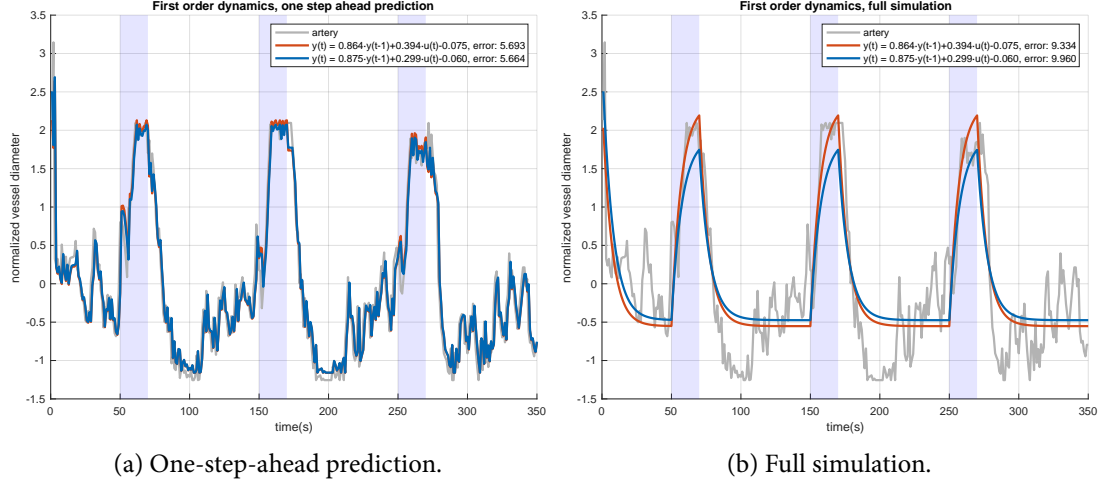 First order dynamics, one step ahead prediction
artery
y(t) = 0.864·y(t-1)+0.394·u(t)-0.075, error: 5.693
y(t) = 0.875·y(t-1)+0.299·u(t)-0.060, error: 5.664
normalized vessel diameter
3.5
3
2.5
2
1.5
1
0.5
0
-0.5
-1
-1.5
0 50 100 150 200 250 300 350
time(s)
(a) One-step-ahead prediction.
First order dynamics, full simulation
artery
y(t) = 0.864·y(t-1)+0.394·u(t)-0.075, error: 9.334
y(t) = 0.875·y(t-1)+0.299·u(t)-0.060, error: 9.960
normalized vessel diameter
3.5
3
2.5
2
1.5
1
0.5
0
-0.5
-1
-1.5
0 50 100 150 200 250 300 350
time(s)
(b) Full simulation.